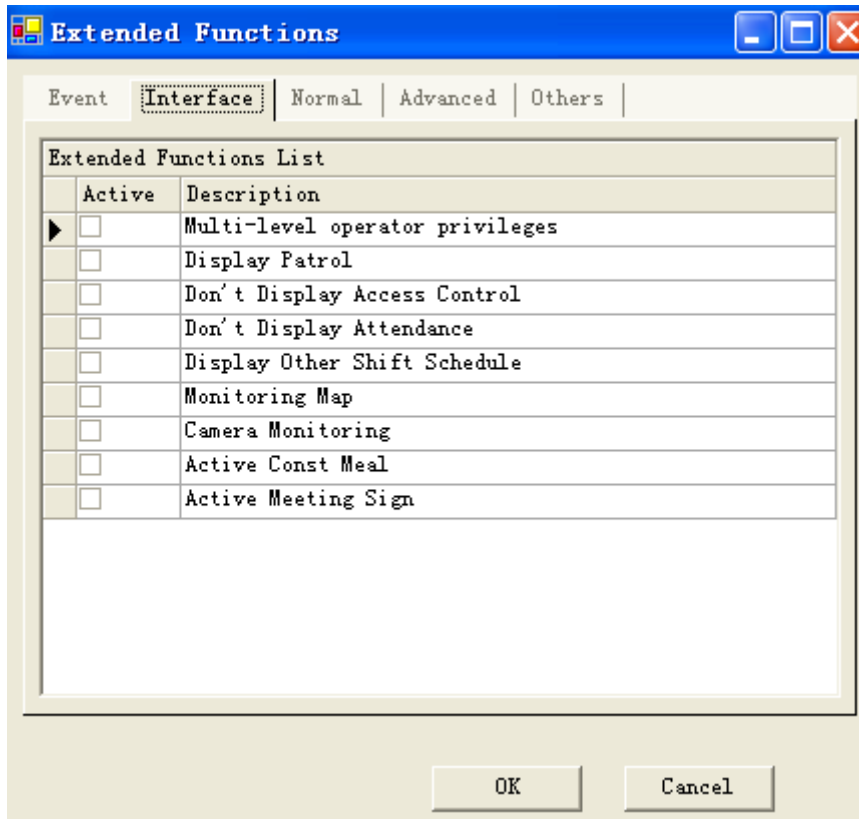 Extended Functions
Event Interface Normal Advanced Others
Extended Functions List
Active Description
Multi-level operator privileges
Display Patrol
Don't Display Access Control
Don't Display Attendance
Display Other Shift Schedule
Monitoring Map
Camera Monitoring
Active Const Meal
Active Meeting Sign
OK Cancel